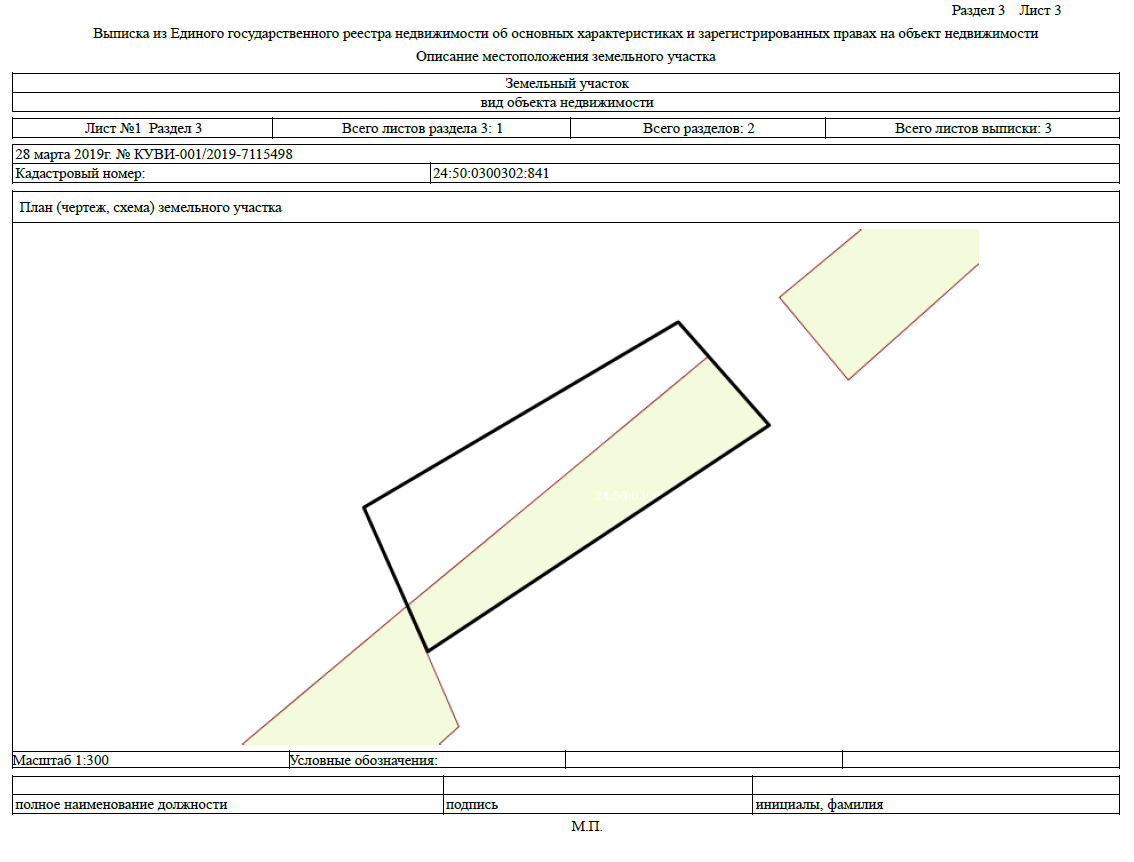 Раздел 3 Лист 3
Выписка из Единого государственного реестра недвижимости об основных характеристиках и зарегистрированных правах на объект недвижимости
Описание местоположения земельного участка
Земельный участок
вид объекта недвижимости
Лист №1 Раздел 3 Всего листов раздела 3: 1 Всего разделов: 2 Всего листов выписки: 3
28 марта 2019г. № КУВИ-001/2019-7115498
Кадастровый номер: 24:50:0300302:841
План (чертеж, схема) земельного участка
Масштаб 1:300 Условные обозначения:
полное наименование должности подпись инициалы, фамилия
М.П.